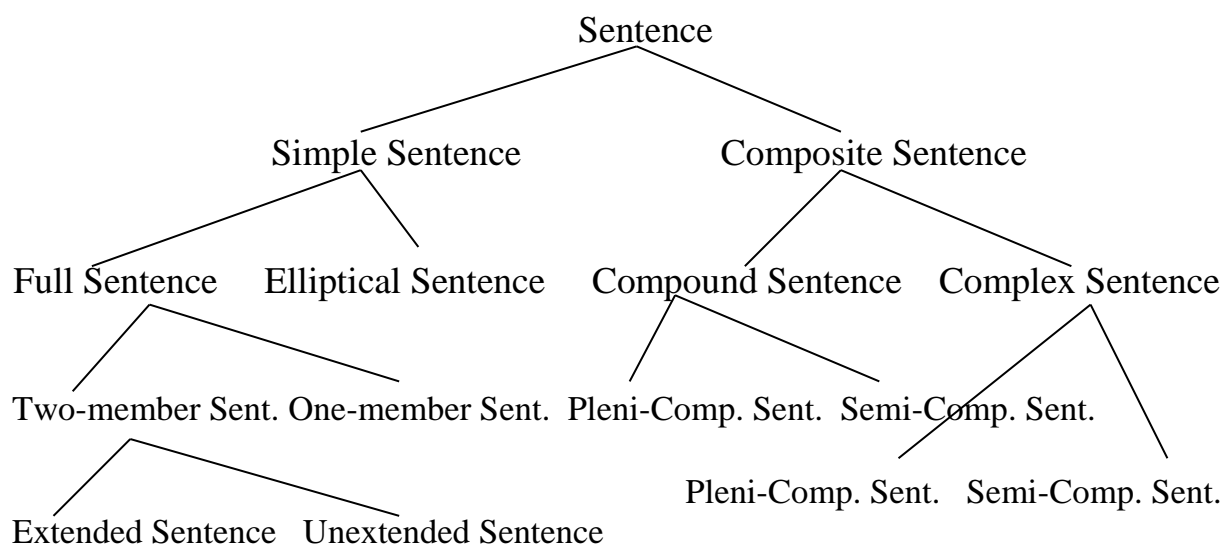 Sentence
Simple Sentence Composite Sentence
Full Sentence Elliptical Sentence Compound Sentence Complex Sentence
Two-member Sent. One-member Sent. Pleni-Comp. Sent. Semi-Comp. Sent.
Pleni-Comp. Sent. Semi-Comp. Sent.
Extended Sentence Unextended Sentence